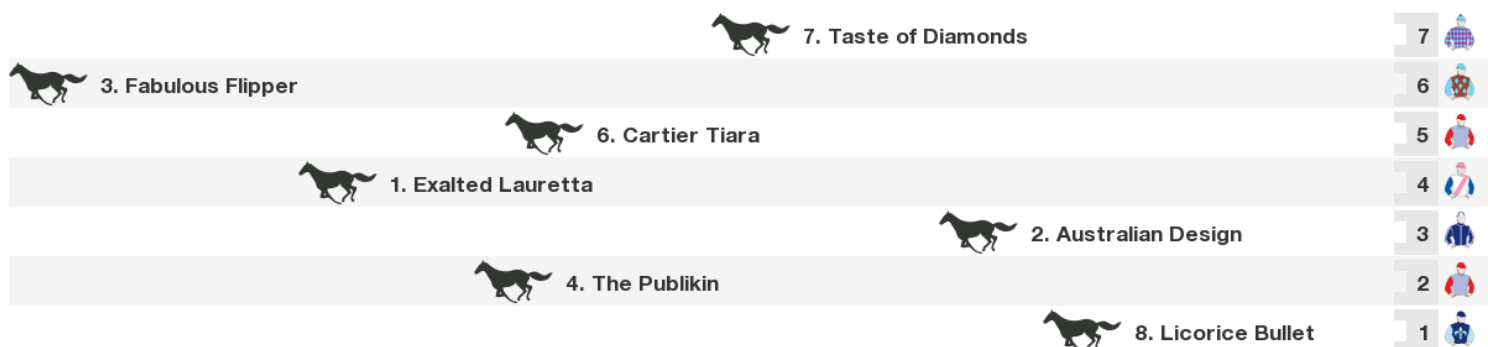 7. Taste of Diamonds 7
3. Fabulous Flipper 6
6. Cartier Tiara 5
1. Exalted Lauretta 4
2. Australian Design 3
4. The Publikin 2
8. Licorice Bullet 1